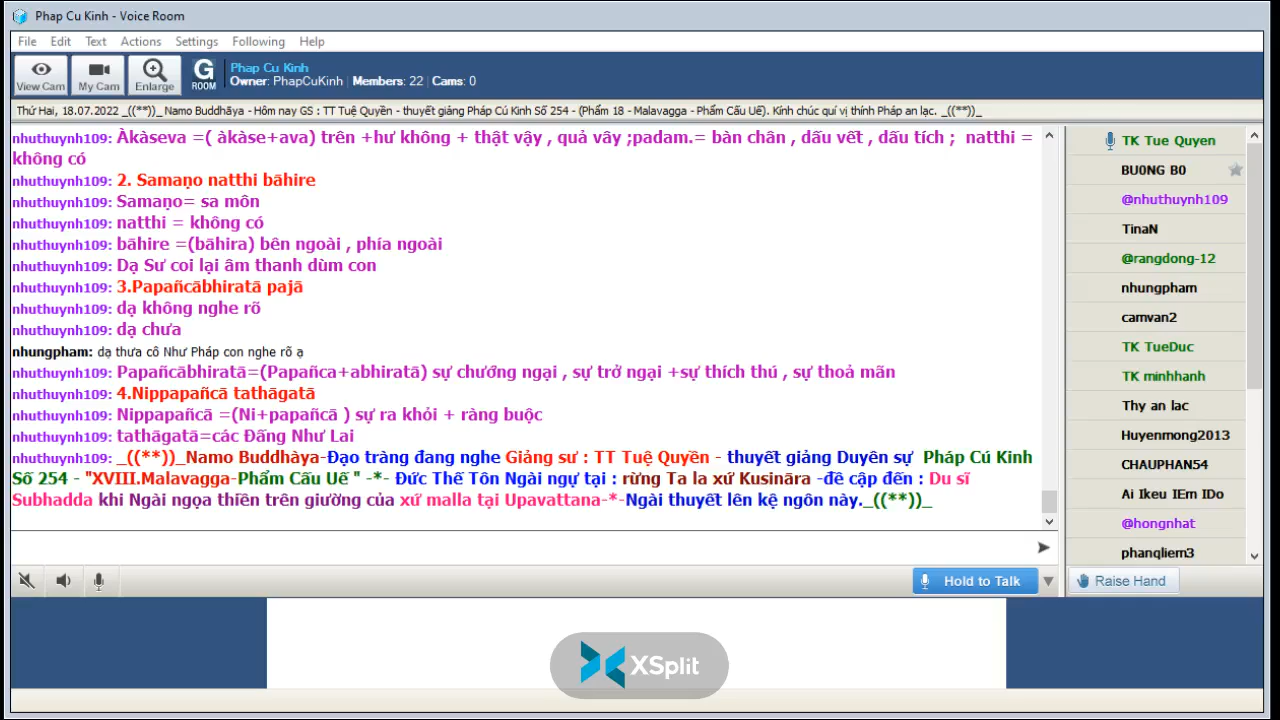 Phap Cu Kinh - Voice Room
File Edit Text Actions Settings Following Help
View Cam My Cam Enlarge
G ROOM
Phap Cu Kinh
Owner: PhapCuKinh Members: 22 Cams: 0
Thứ Hai, 18.07.2022 _((**))_ Namo Buddhãya - Hôm nay GS : TT Tuệ Quyền - thuyết giảng Pháp Cú Kinh Số 254 - (Phẩm 18 - Malavagga - Phẩm Cấu Uế). Kính chúc quí vị thính Pháp an lạc. _((**))_
nhuthuynh109: Àkàseva =( àkàse+ava) trên +hư không + thật vậy , quả vây ;padam.= bàn chân , dấu vết , dấu tích ; natthi =
không có
nhuthuynh109: 2. Samaṇo natthi bāhire
nhuthuynh109: Samaṇo= sa môn
nhuthuynh109: natthi = không có
nhuthuynh109: bāhire =(bāhira) bên ngoài , phía ngoài
nhuthuynh109: Dạ Sư coi lại âm thanh dùm con
nhuthuynh109: 3.Papañcābhiratā pajā
nhuthuynh109: dạ không nghe rõ
nhuthuynh109: dạ chưa
nhungpham: dạ thưa cô Như Pháp con nghe rõ ạ
nhuthuynh109: Papañcābhiratā=(Papañca+abhiratā) sự chướng ngại , sự trở ngại +sự thích thú , sự thoả mãn
nhuthuynh109: 4.Nippapañcā tathāgatā
nhuthuynh109: Nippapañcā =(Ni+papañcā ) sự ra khỏi + ràng buộc
nhuthuynh109: tathāgatā=các Đấng Như Lai
nhuthuynh109: _((**))_Namo Buddhàya-Đạo tràng đang nghe Giảng sư : TT Tuệ Quyền - thuyết giảng Duyên sự Pháp Cú Kinh
Số 254 - "XVIII.Malavagga-Phẩm Cấu Uế " -*- Đức Thế Tôn Ngài ngự tại : rừng Ta la xứ Kusināra -đề cập đến : Du sĩ
Subhadda khi Ngài ngọa thiền trên giường của xứ malla tại Upavattana-*-Ngài thuyết lên kệ ngôn này._((**))_
TK Tue Quyen
BU0NG B0
@nhuthuynh109
TinaN
@rangdong-12
nhungpham
camvan2
TK TueDuc
TK minhhanh
Thy an lac
Huyenmong2013
CHAUPHAN54
Ai Ikeu IEm IDo
@hongnhat
phanqliem3
Hold to Talk
Raise Hand
XSplit